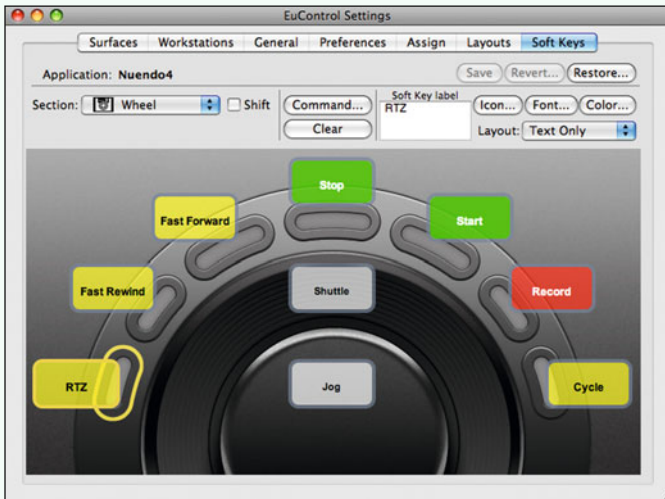 EuControl Settings
Surfaces Workstations General Preferences Assign Layouts Soft Keys
Application: Nuendo4
Save Revert... Restore...
Section: Wheel Shift Command... Clear
Soft Key label
RTZ
Icon... Font... Color...
Layout: Text Only
Stop
Fast Forward Start
Fast Rewind Shuttle Record
RTZ Jog Cycle